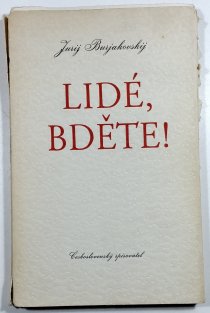 Jurij Burjakovskij
LIDÉ,
BDĚTE!
Československý spisovatel